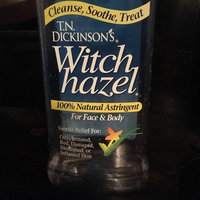 Cleanse, Soothe, Treat
T.N.
DICKINSON'S®
Witch
hazel®
100% Natural Astringent
For Face & Body
Gentle Relief For:
Oily, Irritated,
Red, Damaged,
Blemished, or
Inflamed Skin